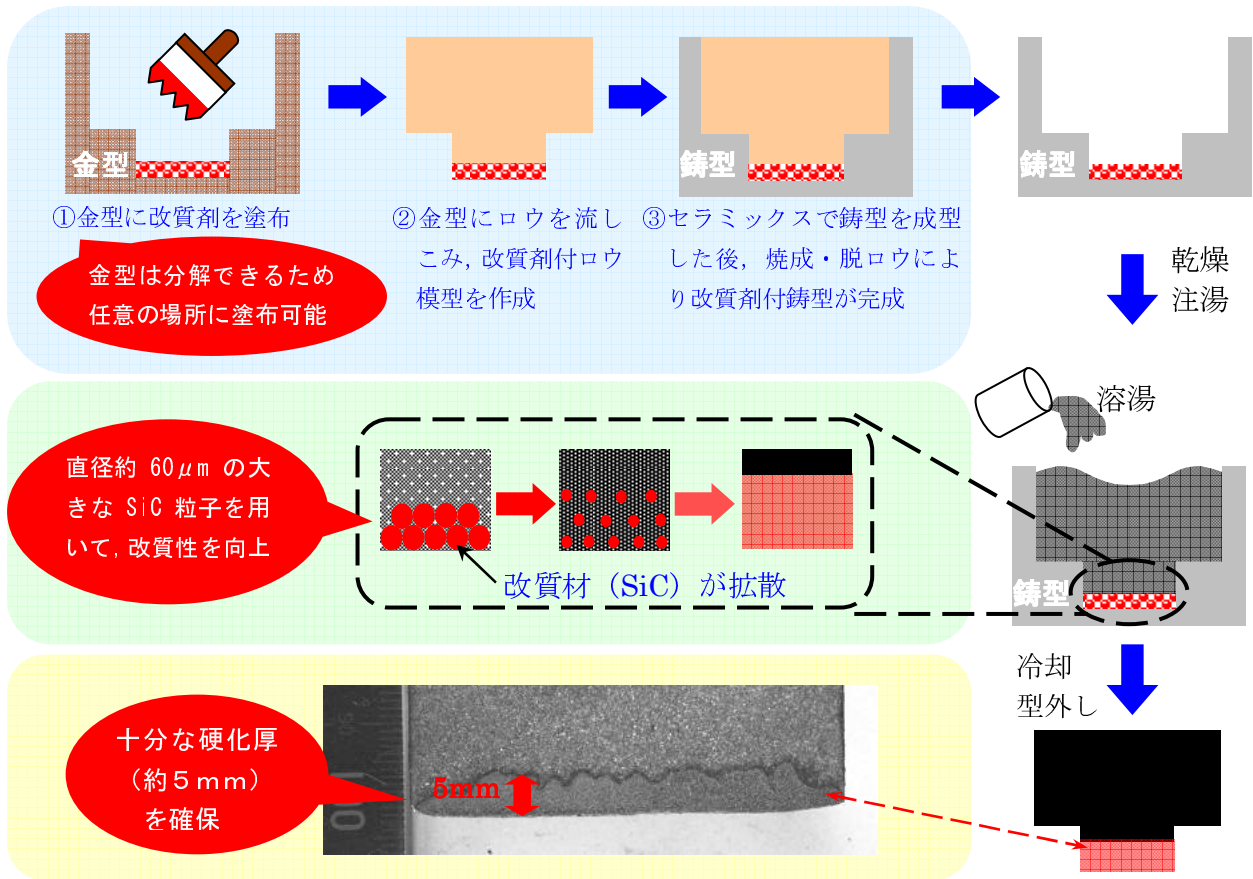 金型
①金型に改質剤を塗布
金型は分解できるため
任意の場所に塗布可能
②金型にロウを流し
こみ,改質剤付ロウ
模型を作成
鋳型
③セラミックスで鋳型を成型
した後，焼成・脱ロウによ
り改質剤付鋳型が完成
鋳型
乾燥
注湯
溶湯
鋳型
直径約 60μm の大
きな SiC 粒子を用
いて,改質性を向上
改質材（SiC）が拡散
冷却
型外し
十分な硬化厚
（約５ｍｍ）
を確保
5mm